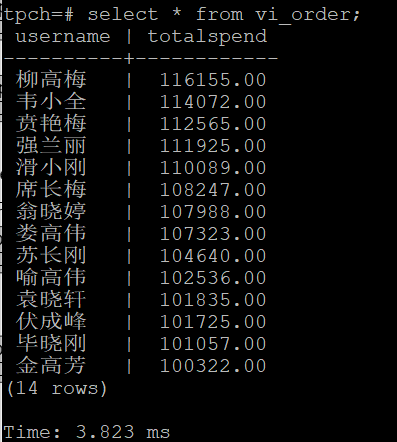 tpch=# select * from vi_order;
 username | totalspend
----------+------------
 柳高梅   |  116155.00
 韦小全   |  114072.00
 贲艳梅   |  112565.00
 强兰丽   |  111925.00
 滑小刚   |  110089.00
 席长梅   |  108247.00
 翁晓婷   |  107988.00
 娄高伟   |  107323.00
 苏长刚   |  104640.00
 喻高伟   |  102536.00
 袁晓轩   |  101835.00
 伏成峰   |  101725.00
 毕晓刚   |  101057.00
 金高芳   |  100322.00
(14 rows)
Time: 3.823 ms